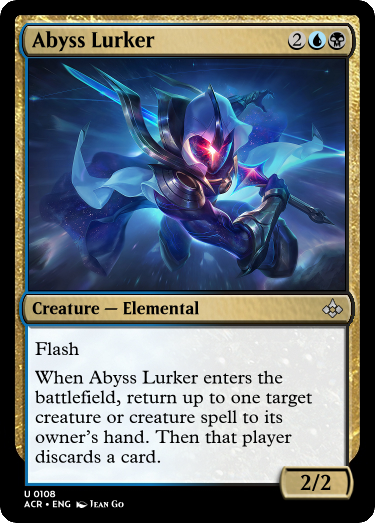 Abyss Lurker 2
Creature — Elemental
Flash
When Abyss Lurker enters the
battlefield, return up to one target
creature or creature spell to its
owner's hand. Then that player
discards a card.
2/2
U 0108
ACR • ENG Jean Go